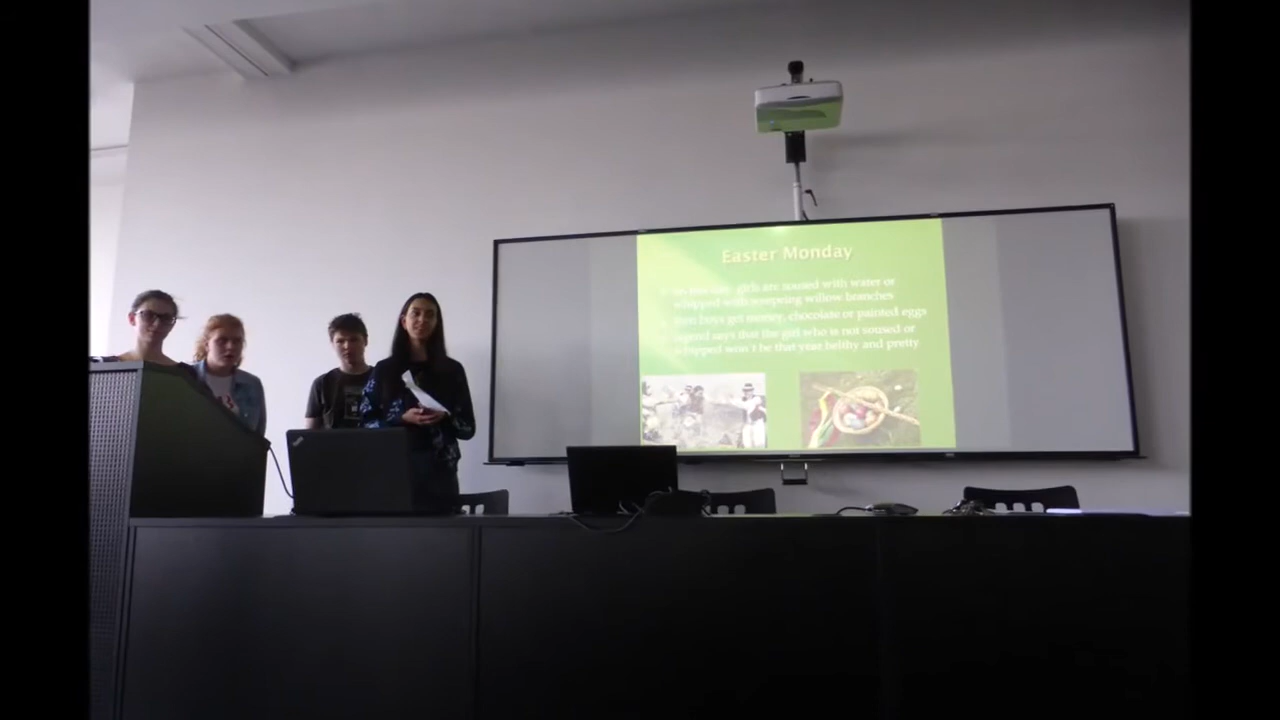 Easter Monday
girls are soused with water or
whipped with weeping willow branches
boys get money, chocolate or painted eggs
says that the girl who is not soused or
won't be that year helthy and pretty